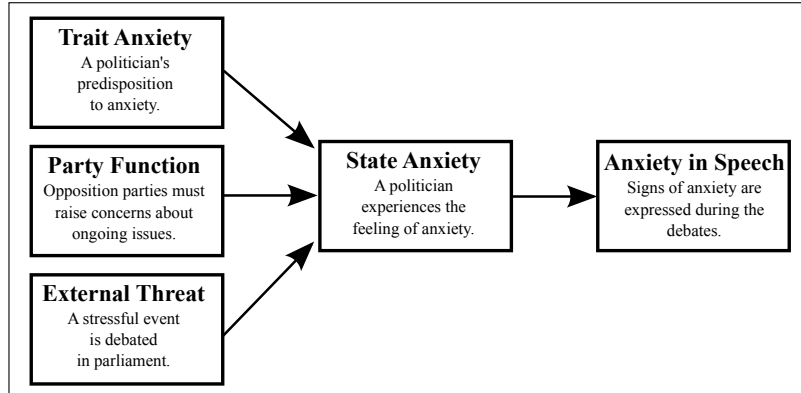 Trait Anxiety
A politician's
predisposition
to anxiety.
Party Function
Opposition parties must
raise concerns about
ongoing issues.
External Threat
A stressful event
is debated
in parliament.
State Anxiety
A politician
experiences the
feeling of anxiety.
Anxiety in Speech
Signs of anxiety are
expressed during the
debates.